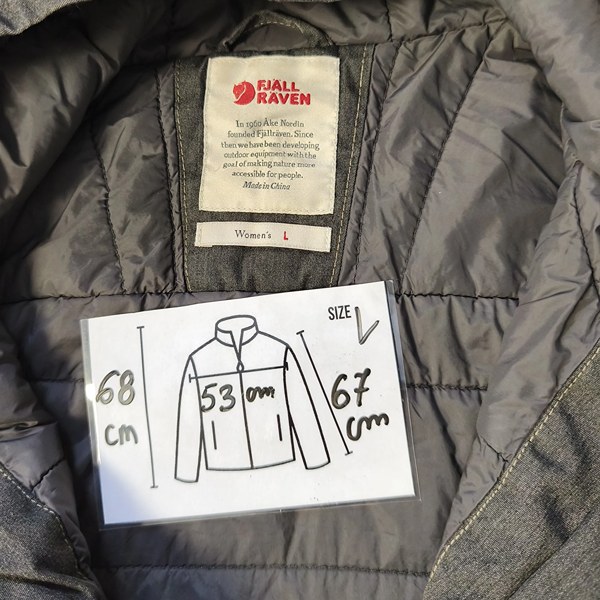 FJÄLL
RÄVEN
In 1960 Åke Nordin
founded Fjällräven. Since
then we have been developing
outdoor equipment with the
goal of making nature more
accessible for people.
Made in China
Women's L
SIZE L
68
cm
53 cm
67
cm